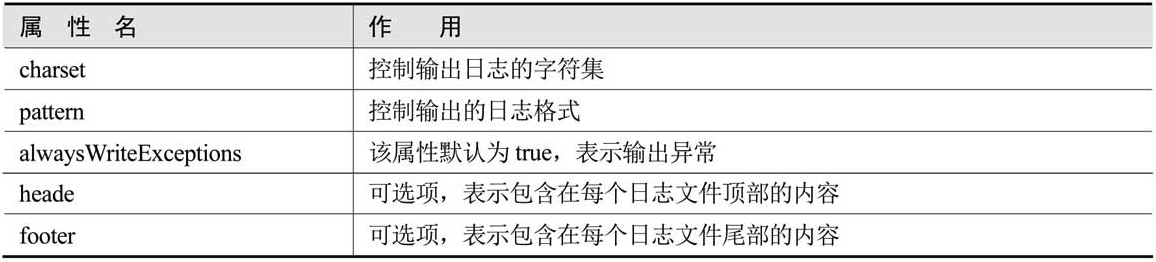 属 性 名 作 用
charset 控制输出日志的字符集
pattern 控制输出的日志格式
alwaysWriteExceptions 该属性默认为 true，表示输出异常
heade 可选项，表示包含在每个日志文件顶部的内容
footer 可选项，表示包含在每个日志文件尾部的内容